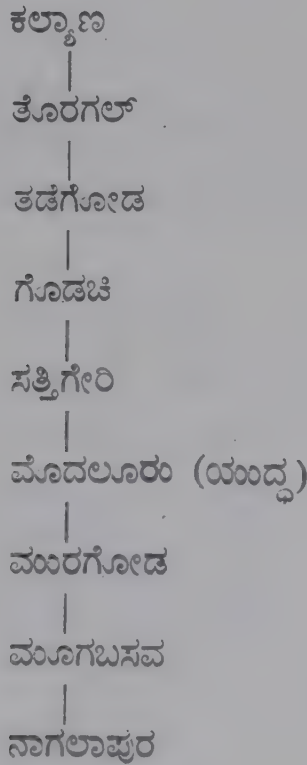 ಕಲ್ಯಾಣ
ತೊರಗಲ್
ತಡೆಗೋಡ
ಗೊಡಚಿ
ಸತ್ತಿಗೇರಿ
ಮೊದಲೂರು (ಯುದ್ಧ)
ಮುರಗೋಡ
ಮೂಗಬಸವ
ನಾಗಲಾಪುರ